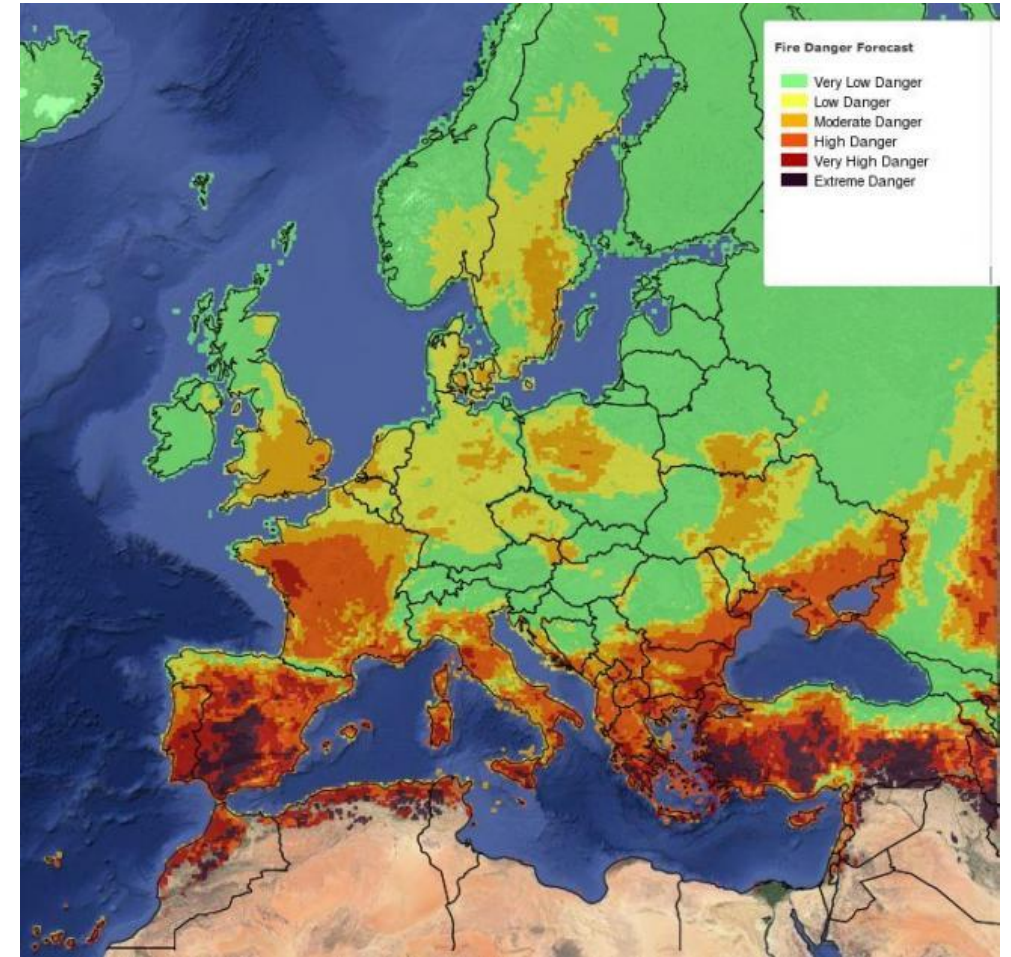 Fire Danger Forecast
Very Low Danger
Low Danger
Moderate Danger
High Danger
Very High Danger
Extreme Danger